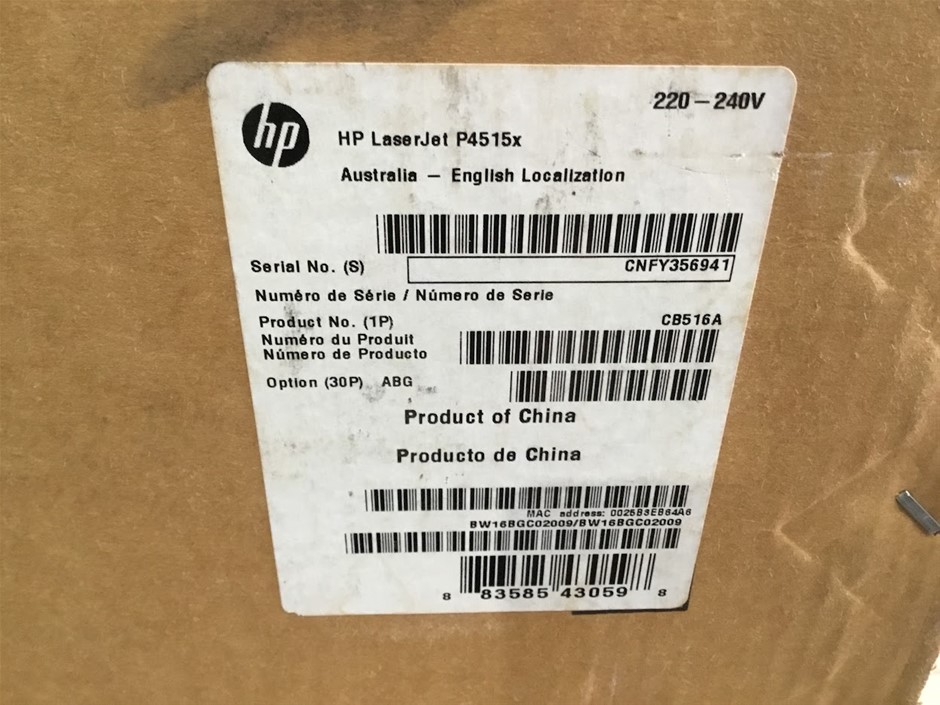 220 – 240V
hp
HP LaserJet P4515x
Australia – English Localization
Serial No. (S) CNFY356941
Numéro de Série / Número de Serie
Product No. (1P) CB516A
Numéro du Produit
Número de Producto
Option (30P) ABG
Product of China
Producto de China
MAC address: 0025B3EB64A6
BW16BGC02009/BW16BGC02009
8 83585 43059 8